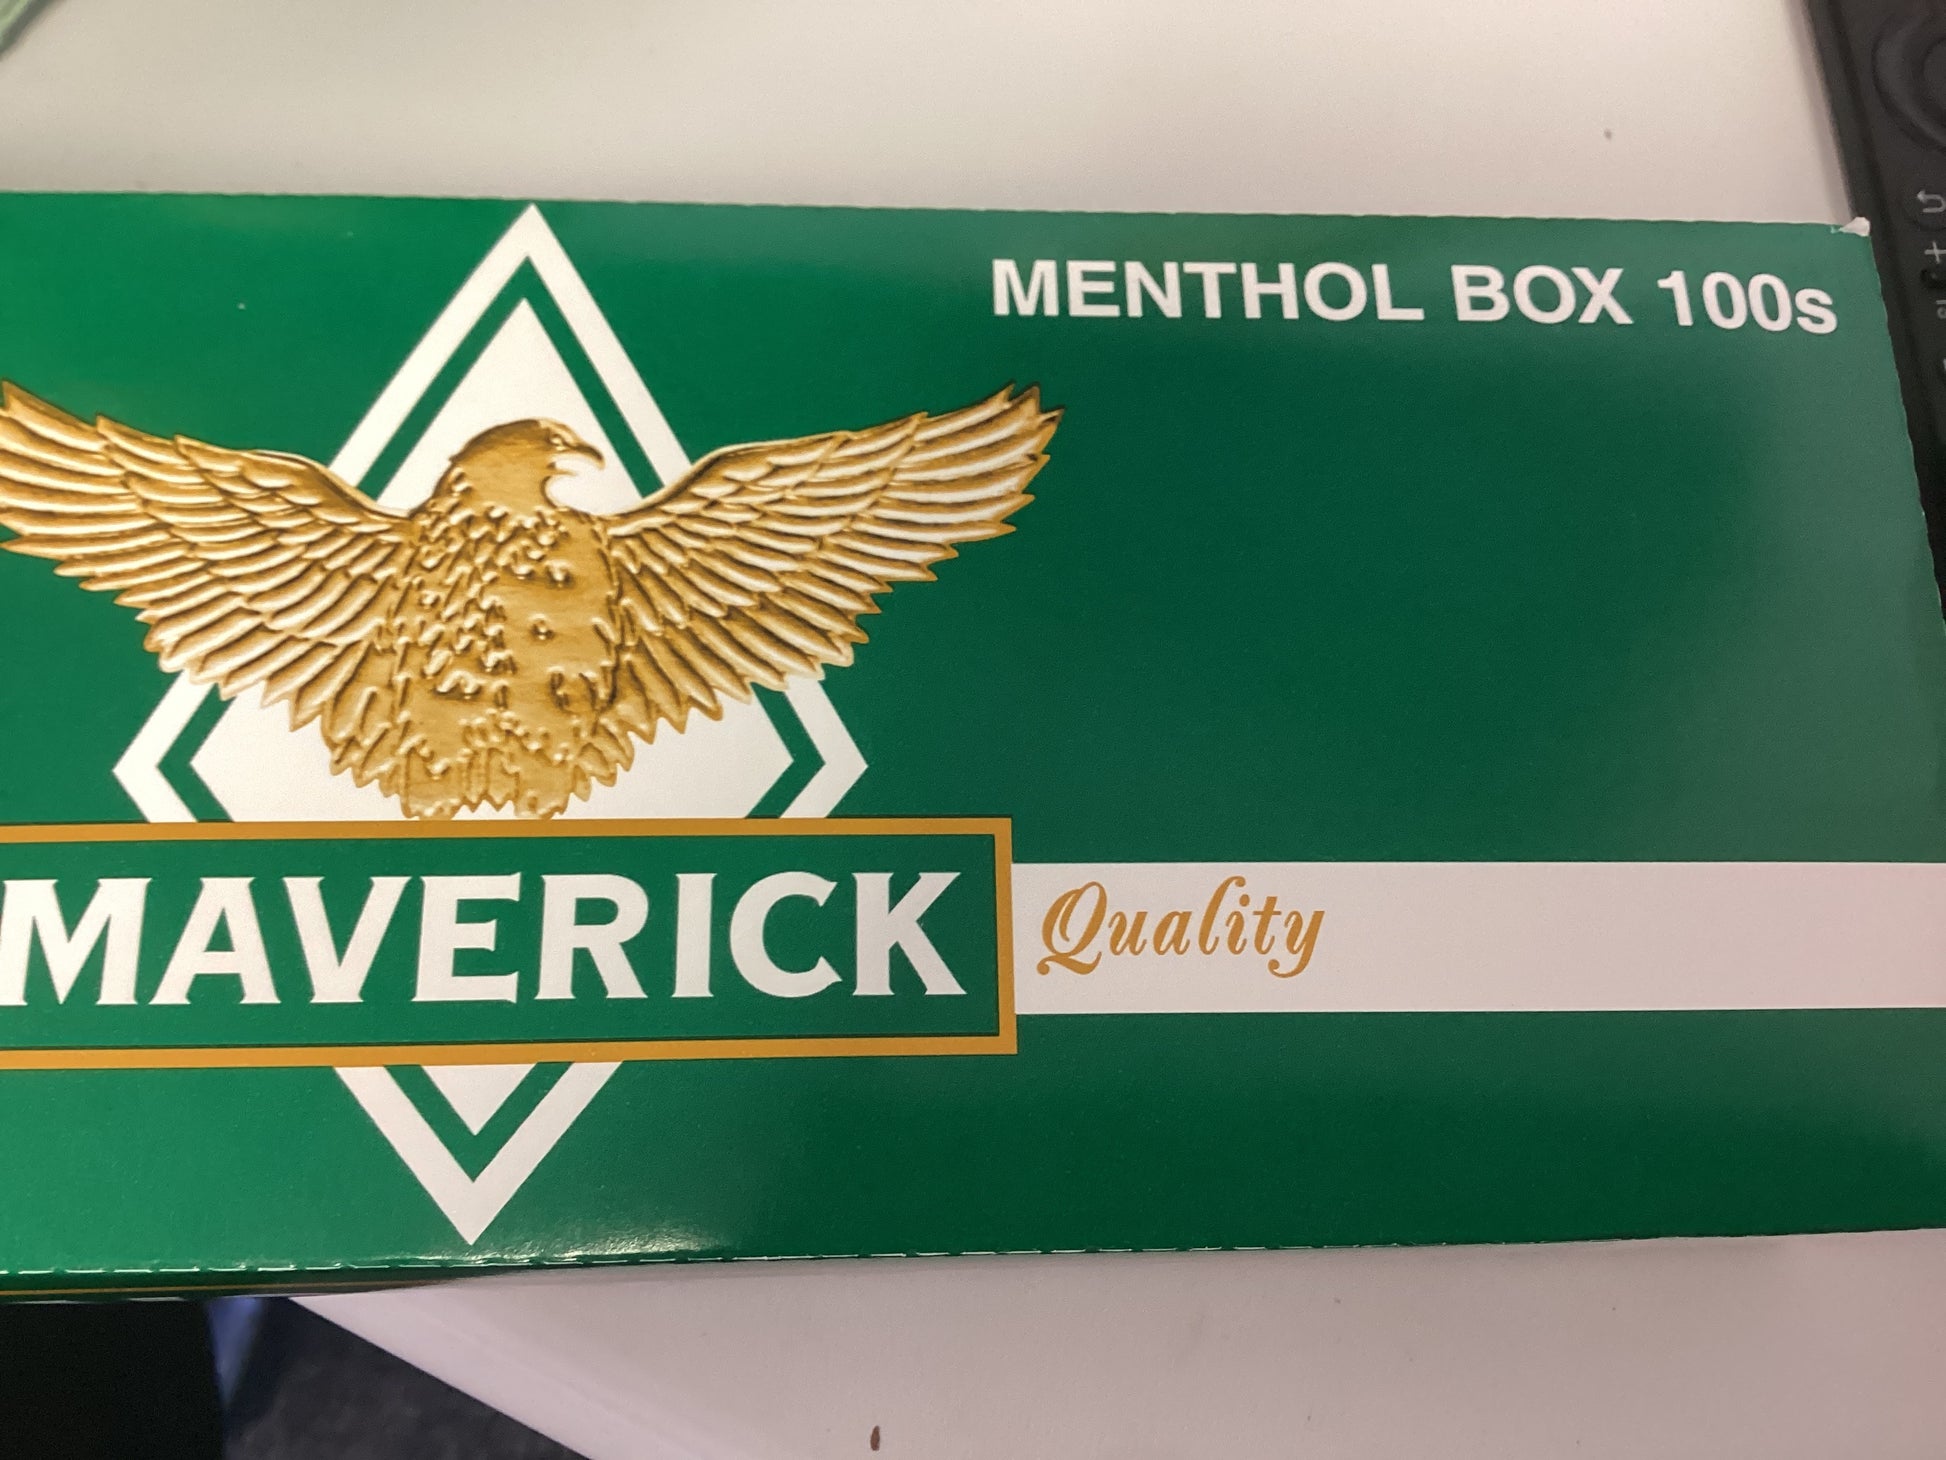 MENTHOL BOX 100s
MAVERICK
Quality